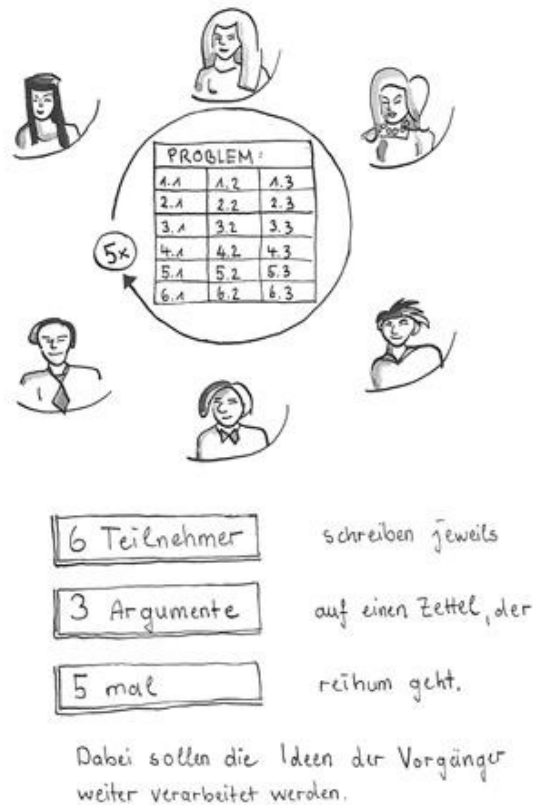 PROBLEM:
1.1 1.2 1.3
2.1 2.2 2.3
3.1 3.2 3.3
4.1 4.2 4.3
5.1 5.2 5.3
6.1 6.2 6.3
5x
6 Teilnehmer schreiben jeweils
3 Argumente auf einen Zettel, der
5 mal reihum geht.
Dabei sollen die Ideen der Vorgänger
weiter verarbeitet werden.